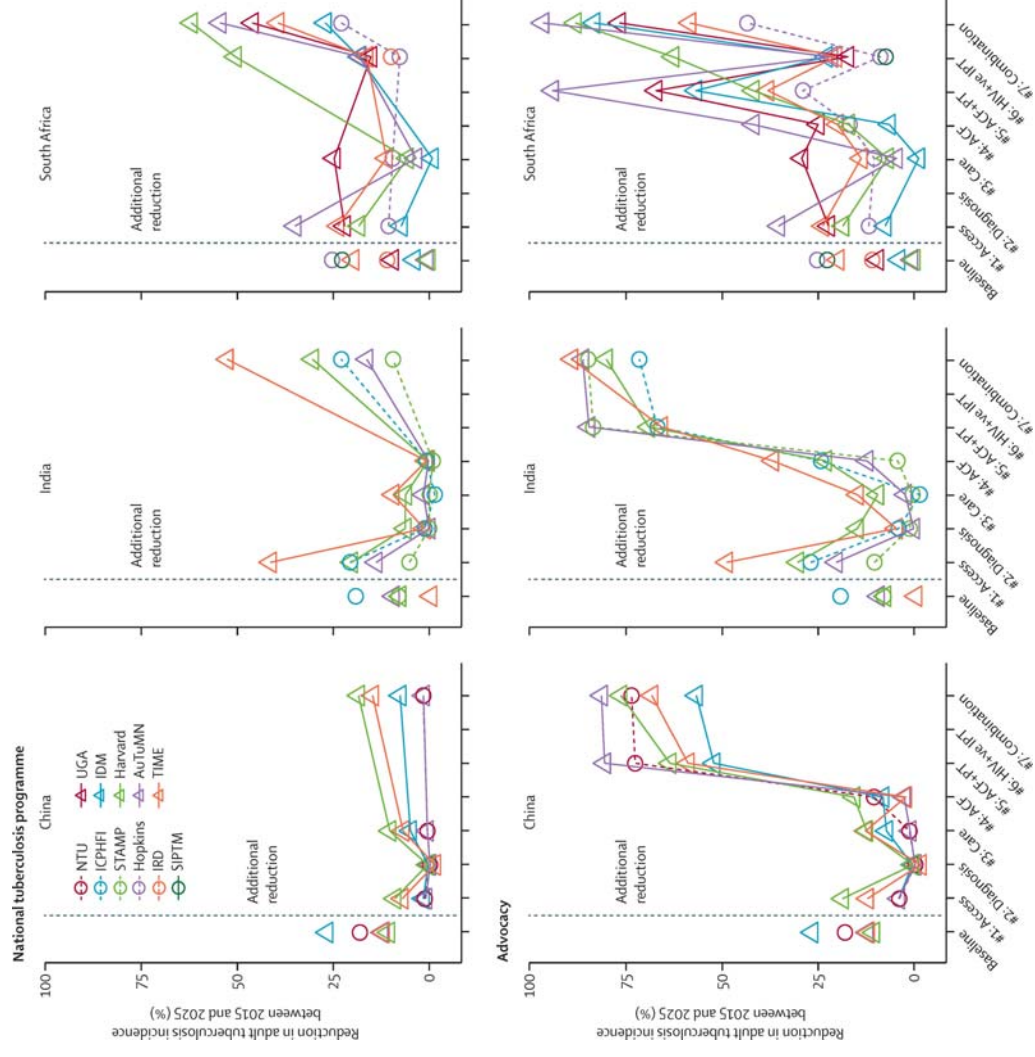 National tuberculosis programme
China
India
South Africa
100
75
50
25
0
Reduction in adult tuberculosis incidence
between 2015 and 2025 (%)
NTU
ICPHFI
STAMP
Hopkins
IRD
SIPTM
UGA
IDM
Harvard
AuTuMN
TIME
Additional
reduction
Additional
reduction
Additional
reduction
Advocacy
100
75
50
25
0
Reduction in adult tuberculosis incidence
between 2015 and 2025 (%)
Additional
reduction
Additional
reduction
Additional
reduction
Baseline
#1: Access
#2: Diagnosis
#3: Care
#4: ACF
#5: ACF+PT
#6: HIV+ve IPT
#7: Combination
Baseline
#1: Access
#2: Diagnosis
#3: Care
#4: ACF
#5: ACF+PT
#6: HIV+ve IPT
#7: Combination
Baseline
#1: Access
#2: Diagnosis
#3: Care
#4: ACF
#5: ACF+PT
#6: HIV+ve IPT
#7: Combination